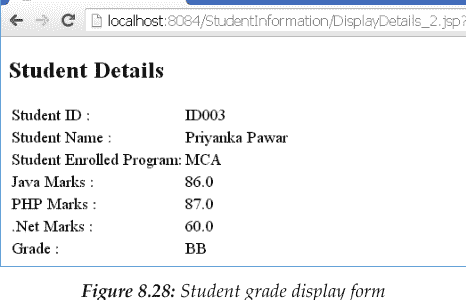 localhost:8084/StudentInformation/DisplayDetails_2.jsp?
Student Details
Student ID : ID003
Student Name : Priyanka Pawar
Student Enrolled Program: MCA
Java Marks : 86.0
PHP Marks : 87.0
.Net Marks : 60.0
Grade : BB
Figure 8.28: Student grade display form